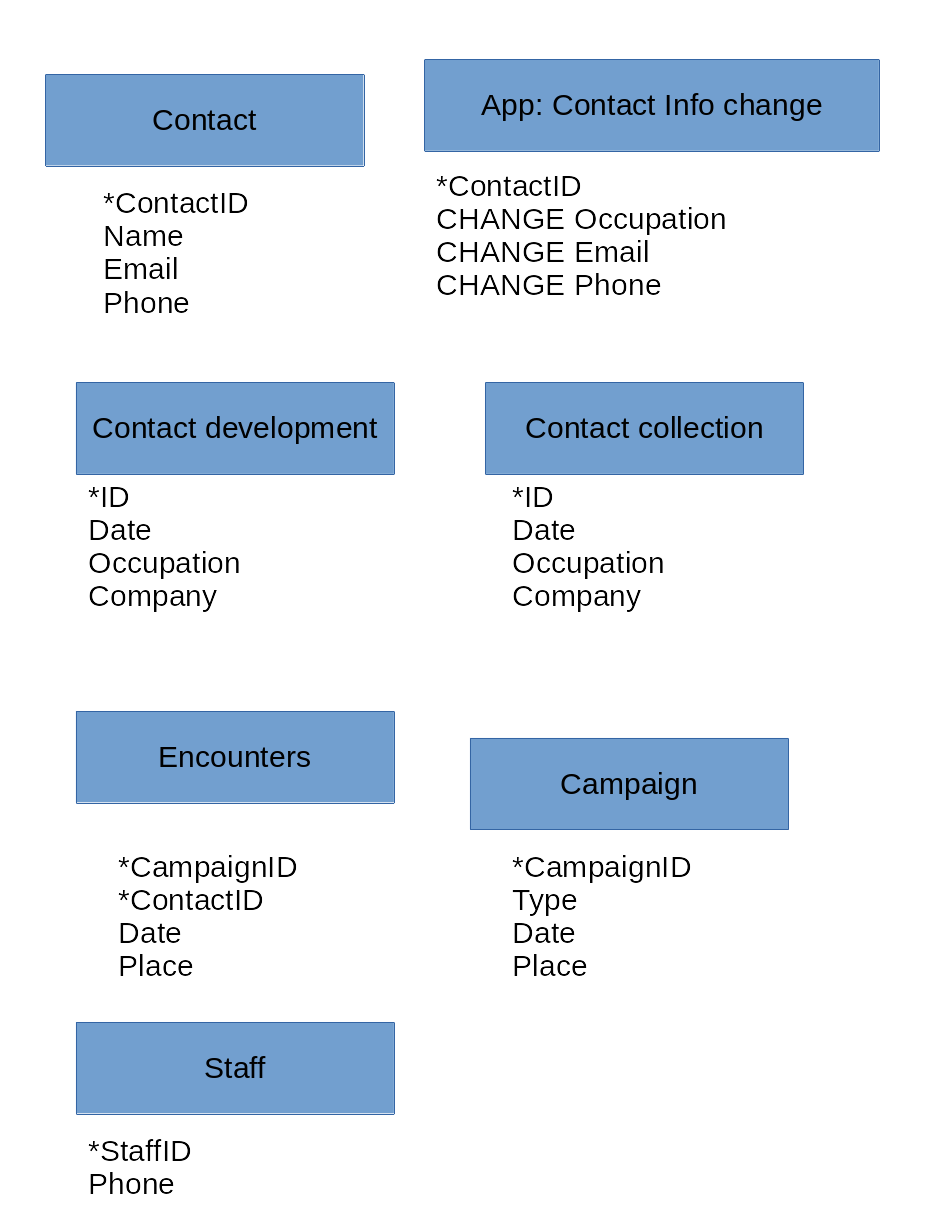 Contact
*ContactID
Name
Email
Phone
App: Contact Info change
*ContactID
CHANGE Occupation
CHANGE Email
CHANGE Phone
Contact development
*ID
Date
Occupation
Company
Contact collection
*ID
Date
Occupation
Company
Encounters
*CampaignID
*ContactID
Date
Place
Campaign
*CampaignID
Type
Date
Place
Staff
*StaffID
Phone